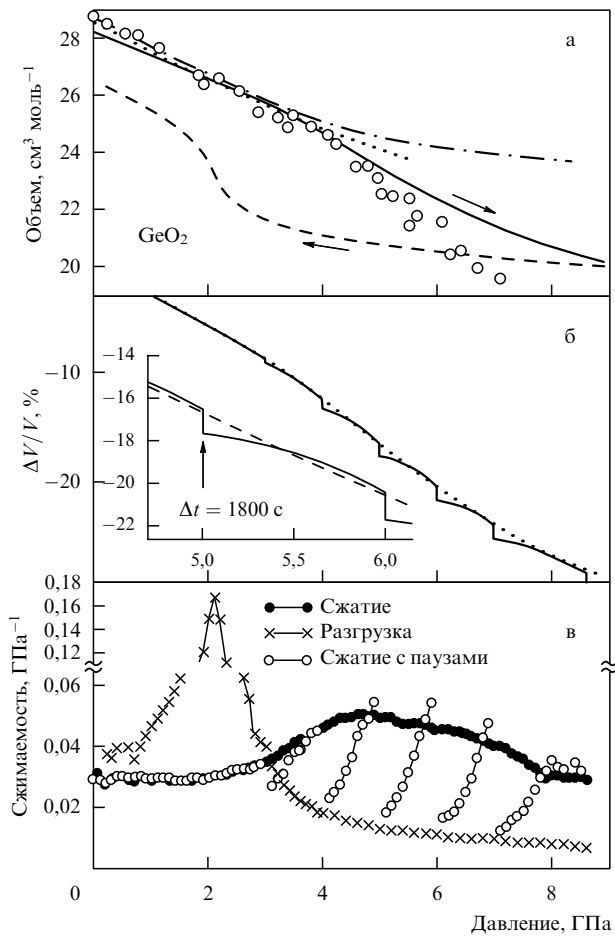 а
28
26
24
22
20
Объем, см³ моль⁻¹
GeO₂
б
−10
−20
ΔV/V, %
−14
−16
−18
−20
−22
Δt = 1800 с
5,0
5,5
6,0
в
0,18
0,16
0,14
0,12
0,06
0,04
0,02
Сжимаемость, ГПа⁻¹
Сжатие
Разгрузка
Сжатие с паузами
0
2
4
6
8
Давление, ГПа